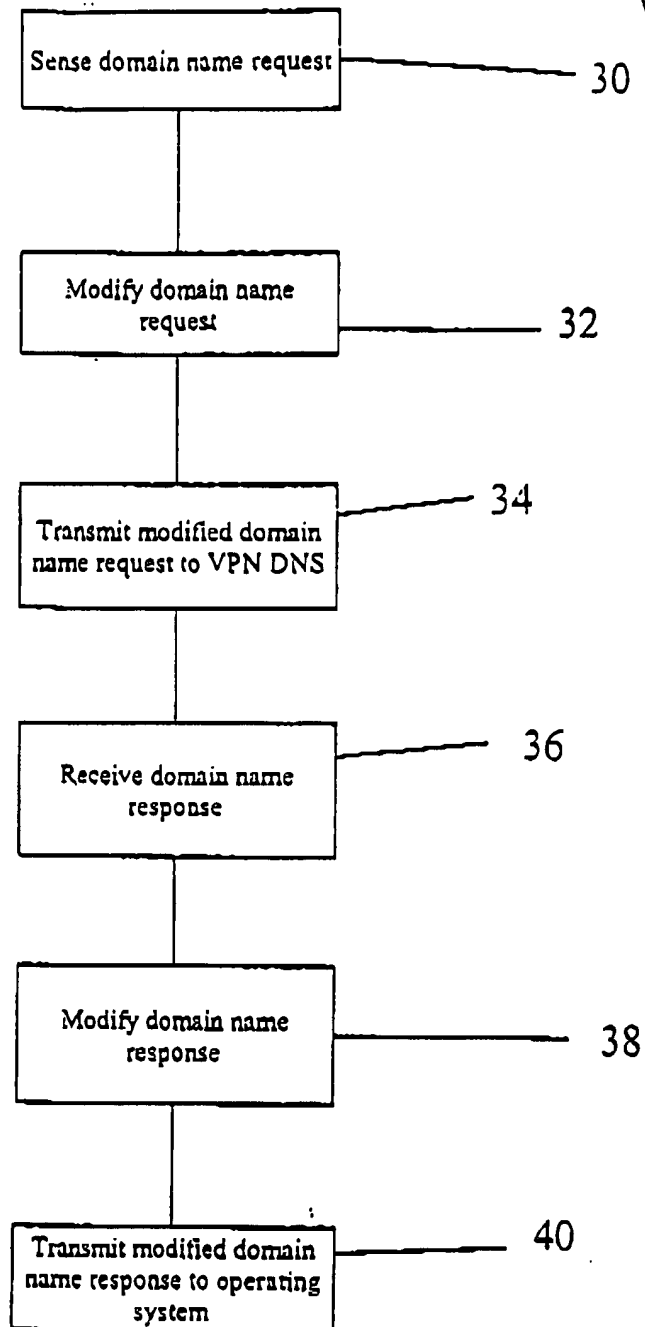 Sense domain name request
30
Modify domain name
request
32
Transmit modified domain
name request to VPN DNS
34
Receive domain name
response
36
Modify domain name
response
38
Transmit modified domain
name response to operating
system
40